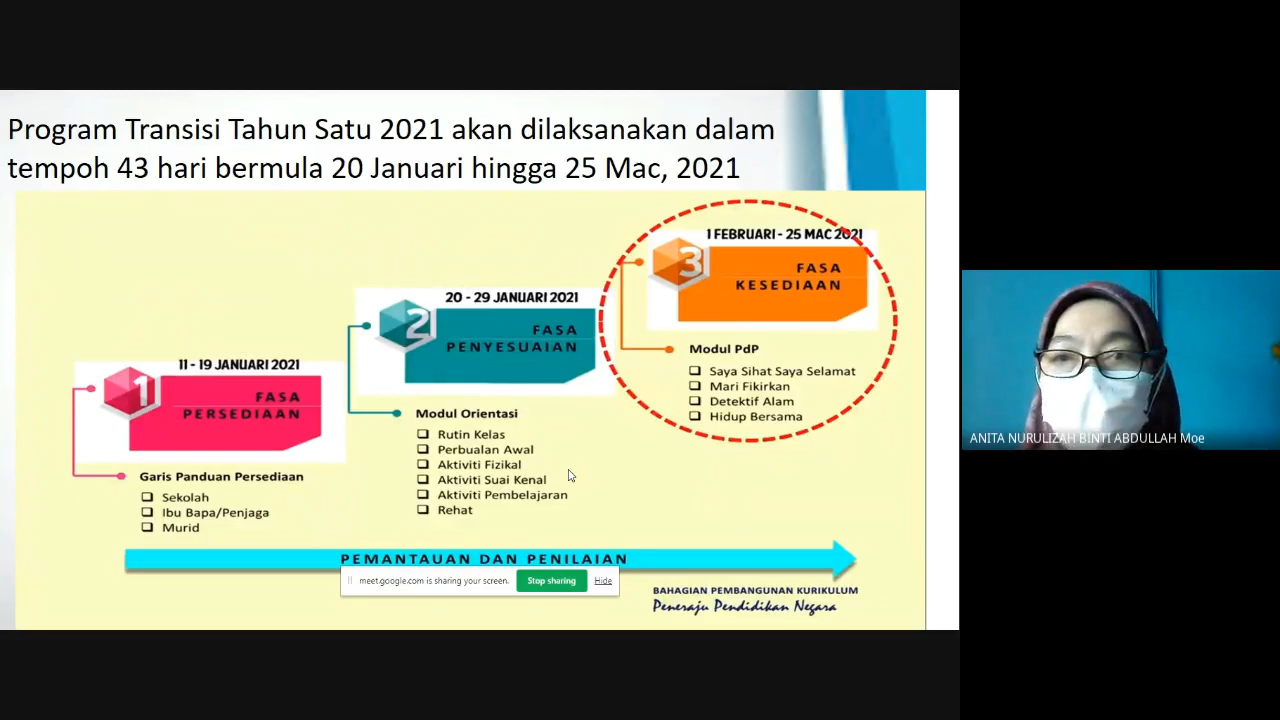 Program Transisi Tahun Satu 2021 akan dilaksanakan dalam
tempoh 43 hari bermula 20 Januari hingga 25 Mac, 2021
11 - 19 JANUARI 2021
1
FASA
PERSEDIAAN
Garis Panduan Persediaan
Sekolah
Ibu Bapa/Penjaga
Murid
20 - 29 JANUARI 2021
2
FASA
PENYESUAIAN
Modul Orientasi
Rutin Kelas
Perbualan Awal
Aktiviti Fizikal
Aktiviti Suai Kenal
Aktiviti Pembelajaran
Rehat
1 FEBRUARI - 25 MAC 2021
3
FASA
KESEDIAAN
Modul PdP
Saya Sihat Saya Selamat
Mari Fikirkan
Detektif Alam
Hidup Bersama
PEMANTAUAN DAN PENILAIAN
meet.google.com is sharing your screen.
Stop sharing
Hide
BAHAGIAN PEMBANGUNAN KURIKULUM
Peneraju Pendidikan Negara
ANITA NURULIZAH BINTI ABDULLAH Moe